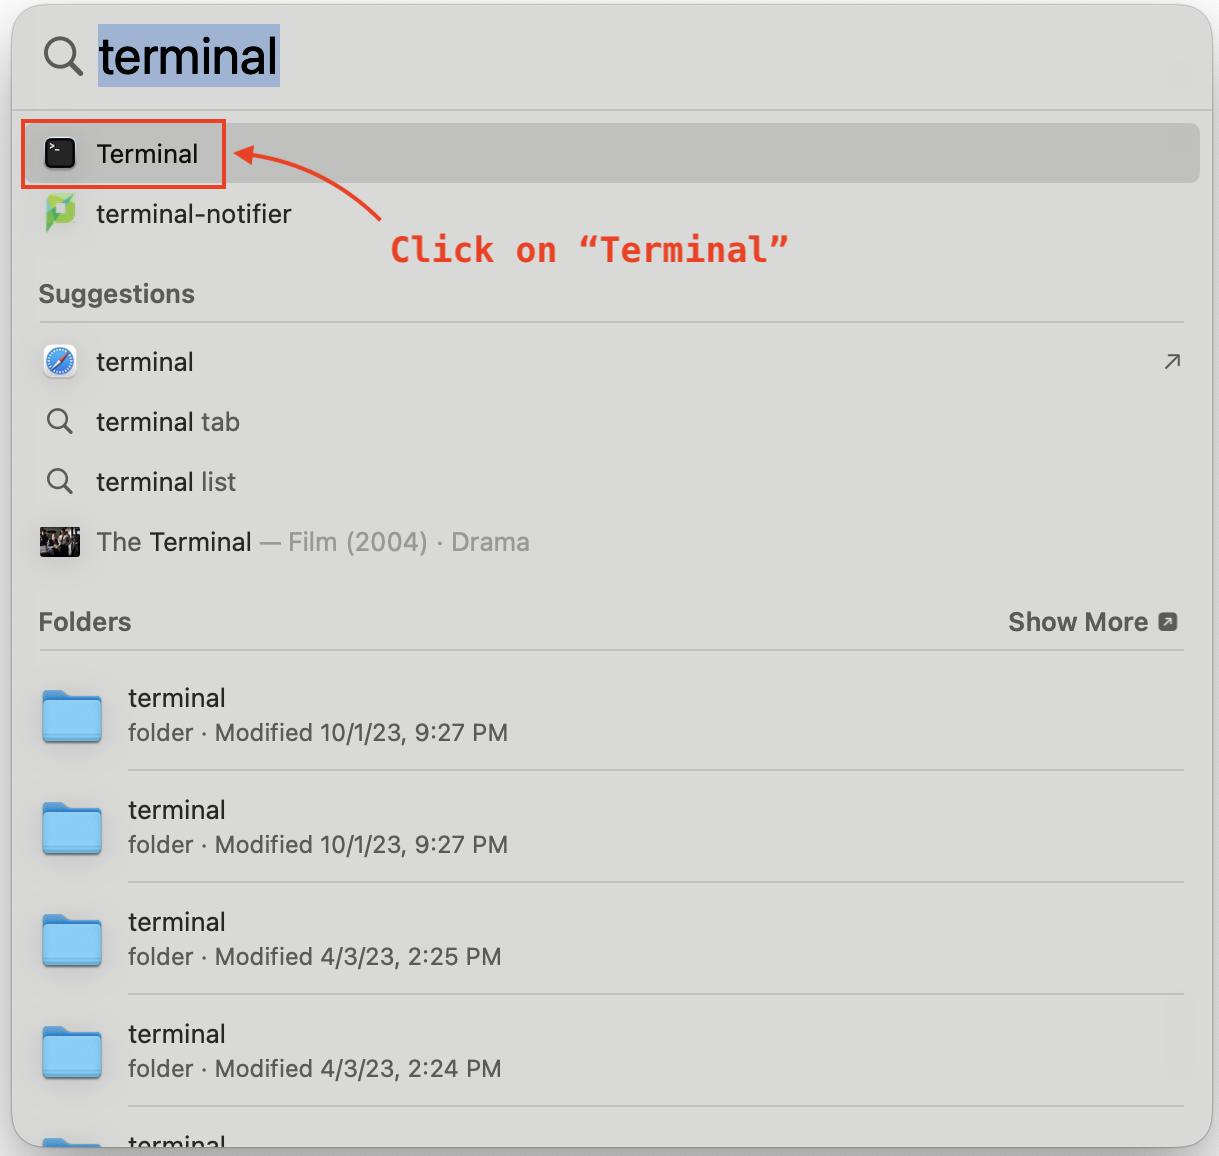 terminal
Terminal
terminal-notifier
Click on “Terminal”
Suggestions
terminal
terminal tab
terminal list
The Terminal — Film (2004) · Drama
Folders
Show More
terminal
folder · Modified 10/1/23, 9:27 PM
terminal
folder · Modified 10/1/23, 9:27 PM
terminal
folder · Modified 4/3/23, 2:25 PM
terminal
folder · Modified 4/3/23, 2:24 PM
terminal